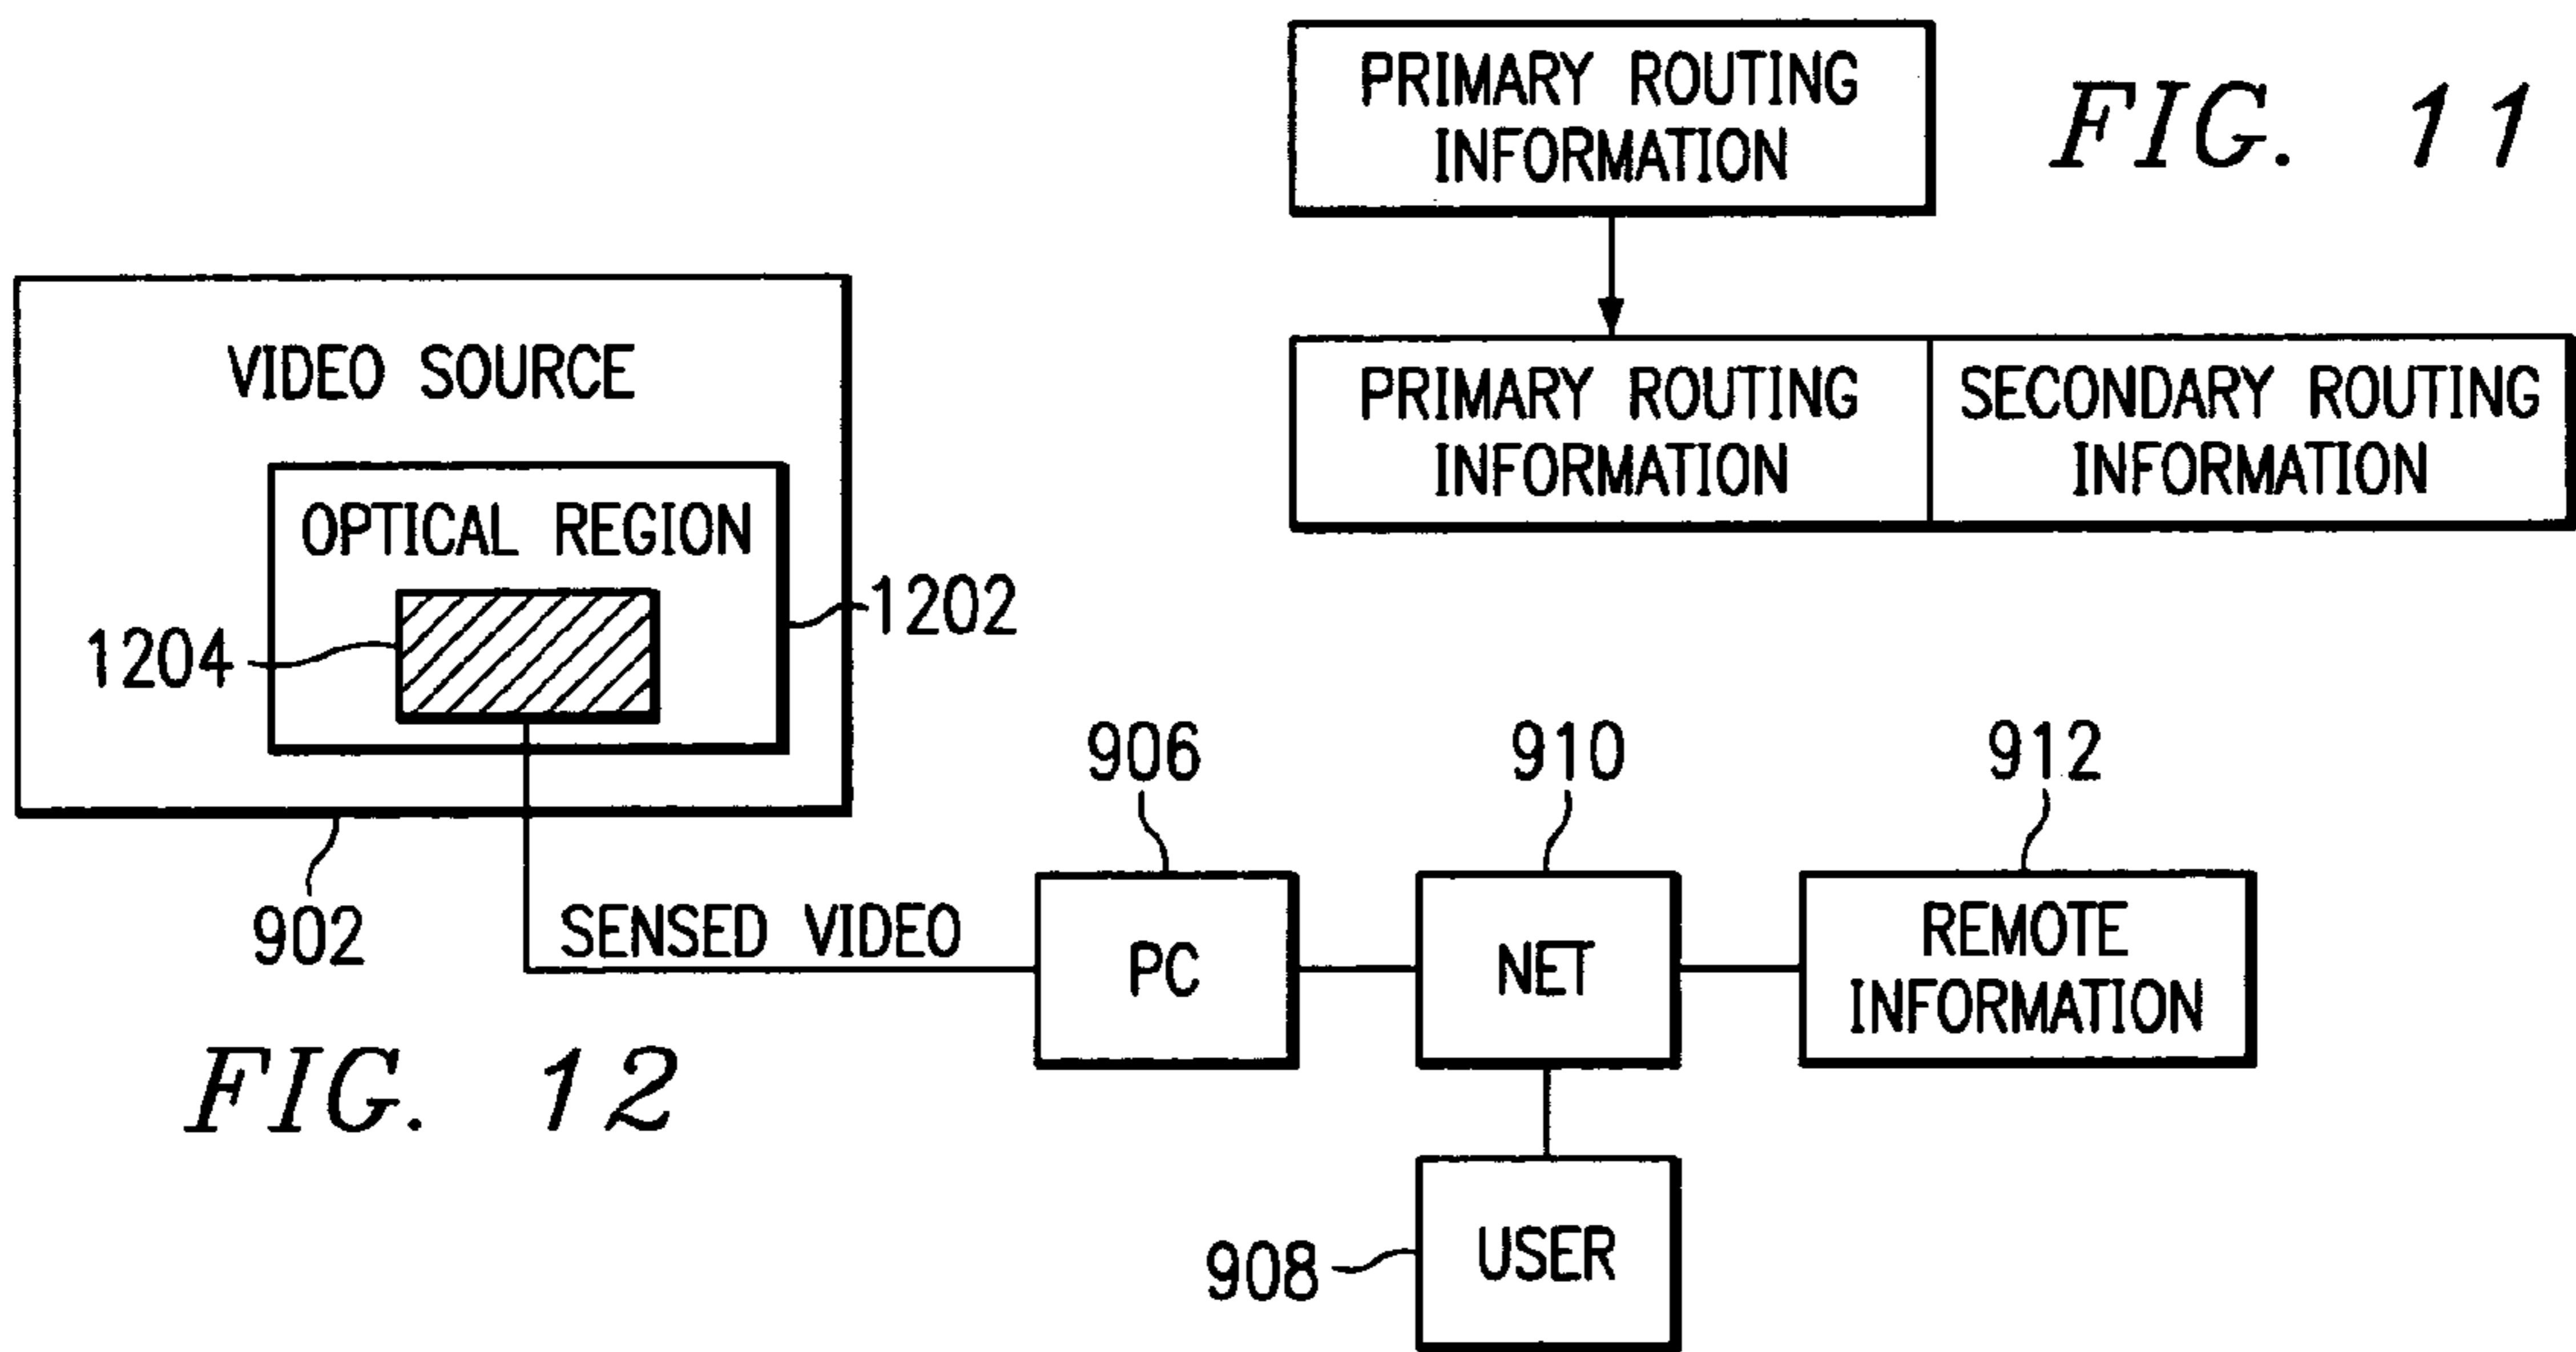 PRIMARY ROUTING
INFORMATION
FIG. 11
PRIMARY ROUTING
INFORMATION
SECONDARY ROUTING
INFORMATION
VIDEO SOURCE
OPTICAL REGION
1202
1204
902
SENSED VIDEO
906
PC
910
NET
912
REMOTE
INFORMATION
908
USER
FIG. 12